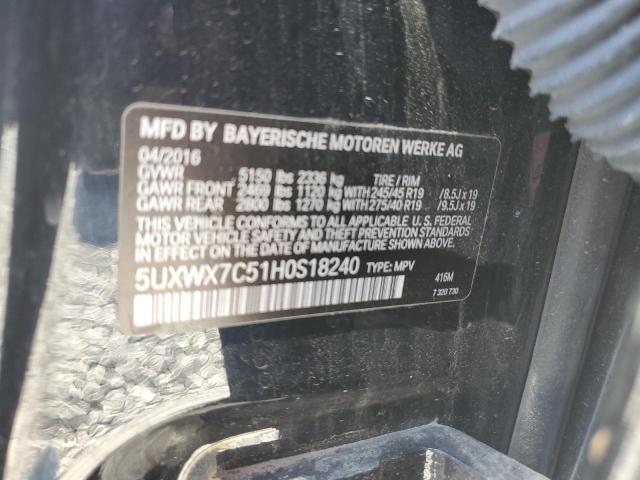 MFD BY BAYERISCHE MOTOREN WERKE AG
04/2016
GVWR 5150 lbs 2336 kg TIRE / RIM
GAWR FRONT 2469 lbs 1120 kg WITH 245/45 R19 /8.5J x 19
GAWR REAR 2800 lbs 1270 kg WITH 275/40 R19 /9.5J x 19
THIS VEHICLE CONFORMS TO ALL APPLICABLE U. S. FEDERAL
MOTOR VEHICLE SAFETY AND THEFT PREVENTION STANDARDS
IN EFFECT ON THE DATE OF MANUFACTURE SHOWN ABOVE.
5UXWX7C51H0S18240 TYPE: MPV
416M
7 320 730